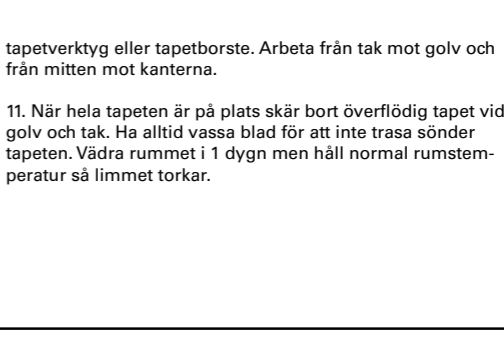 tapetverktyg eller tapetborste. Arbeta från tak mot golv och
från mitten mot kanterna.
11. När hela tapeten är på plats skär bort överflödig tapet vid
golv och tak. Ha alltid vassa blad för att inte trasa sönder
tapeten. Vädra rummet i 1 dygn men håll normal rumstem-
peratur så limmet torkar.